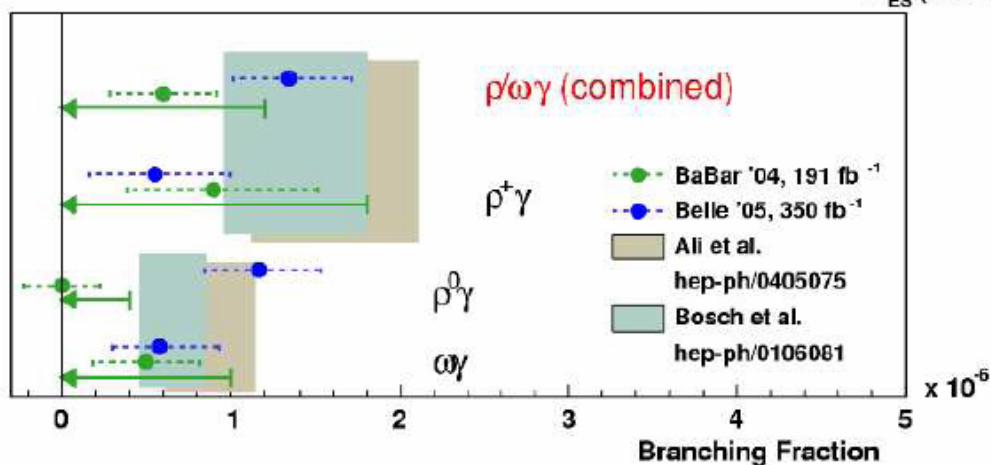 ρ/ωγ (combined)
ρ⁺γ
ρ⁰γ
ωγ
BaBar '04, 191 fb⁻¹
Belle '05, 350 fb⁻¹
Ali et al.
hep-ph/0405075
Bosch et al.
hep-ph/0106081
0 1 2 3 4 5
x 10⁻⁶
Branching Fraction